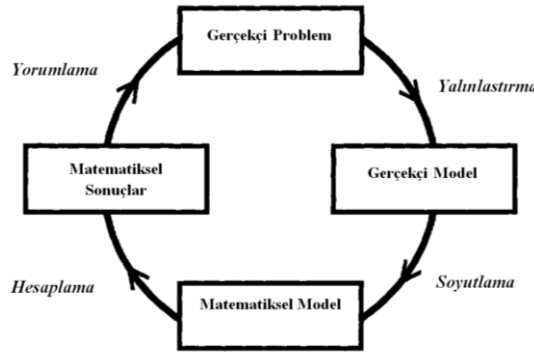 Gerçekçi Problem
Yorumlama
Yalınlastırma
Matematiksel
Sonuçlar
Gerçekçi Model
Hesaplama
Soyutlama
Matematiksel Model